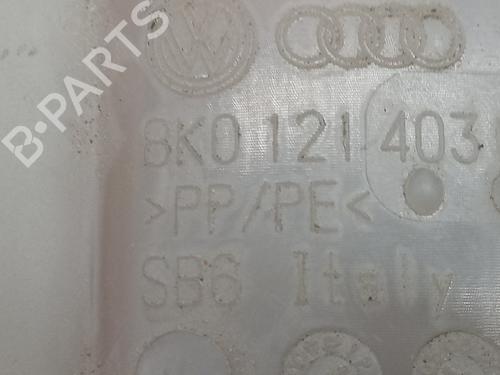 B-PARTS
8K0 121 403
>PP/PE<
SB6 Italy